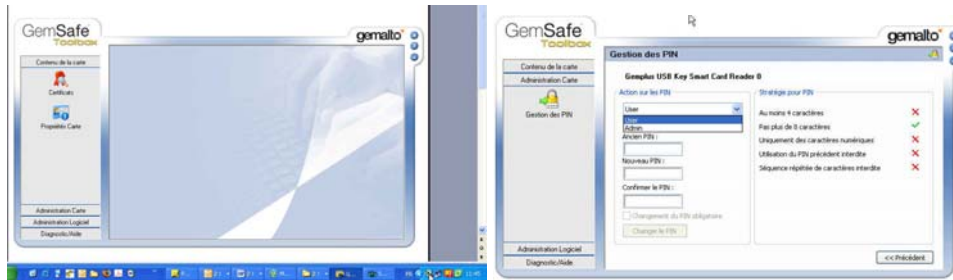 GemSafe
Toolbox
gemalto
Contenu de la carte
Certificats
Propriétés Carte
Administration Carte
Administration Logiciel
Diagnostic/Aide
GemSafe
Toolbox
gemalto
Gestion des PIN
Contenu de la carte
Administration Carte
Gestion des PIN
Administration Logiciel
Diagnostic/Aide
Gemplus USB Key Smart Card Reader 0
Action sur les PIN
User
User
Admin
Ancien PIN :
Nouveau PIN :
Confirmer le PIN :
Changement du PIN obligatoire
Changer le PIN
Stratégie pour PIN
Au moins 4 caractères
Pas plus de 8 caractères
Uniquement des caractères numériques
Utilisation du PIN précédent interdite
Séquence répétée de caractères interdite
<< Précédent